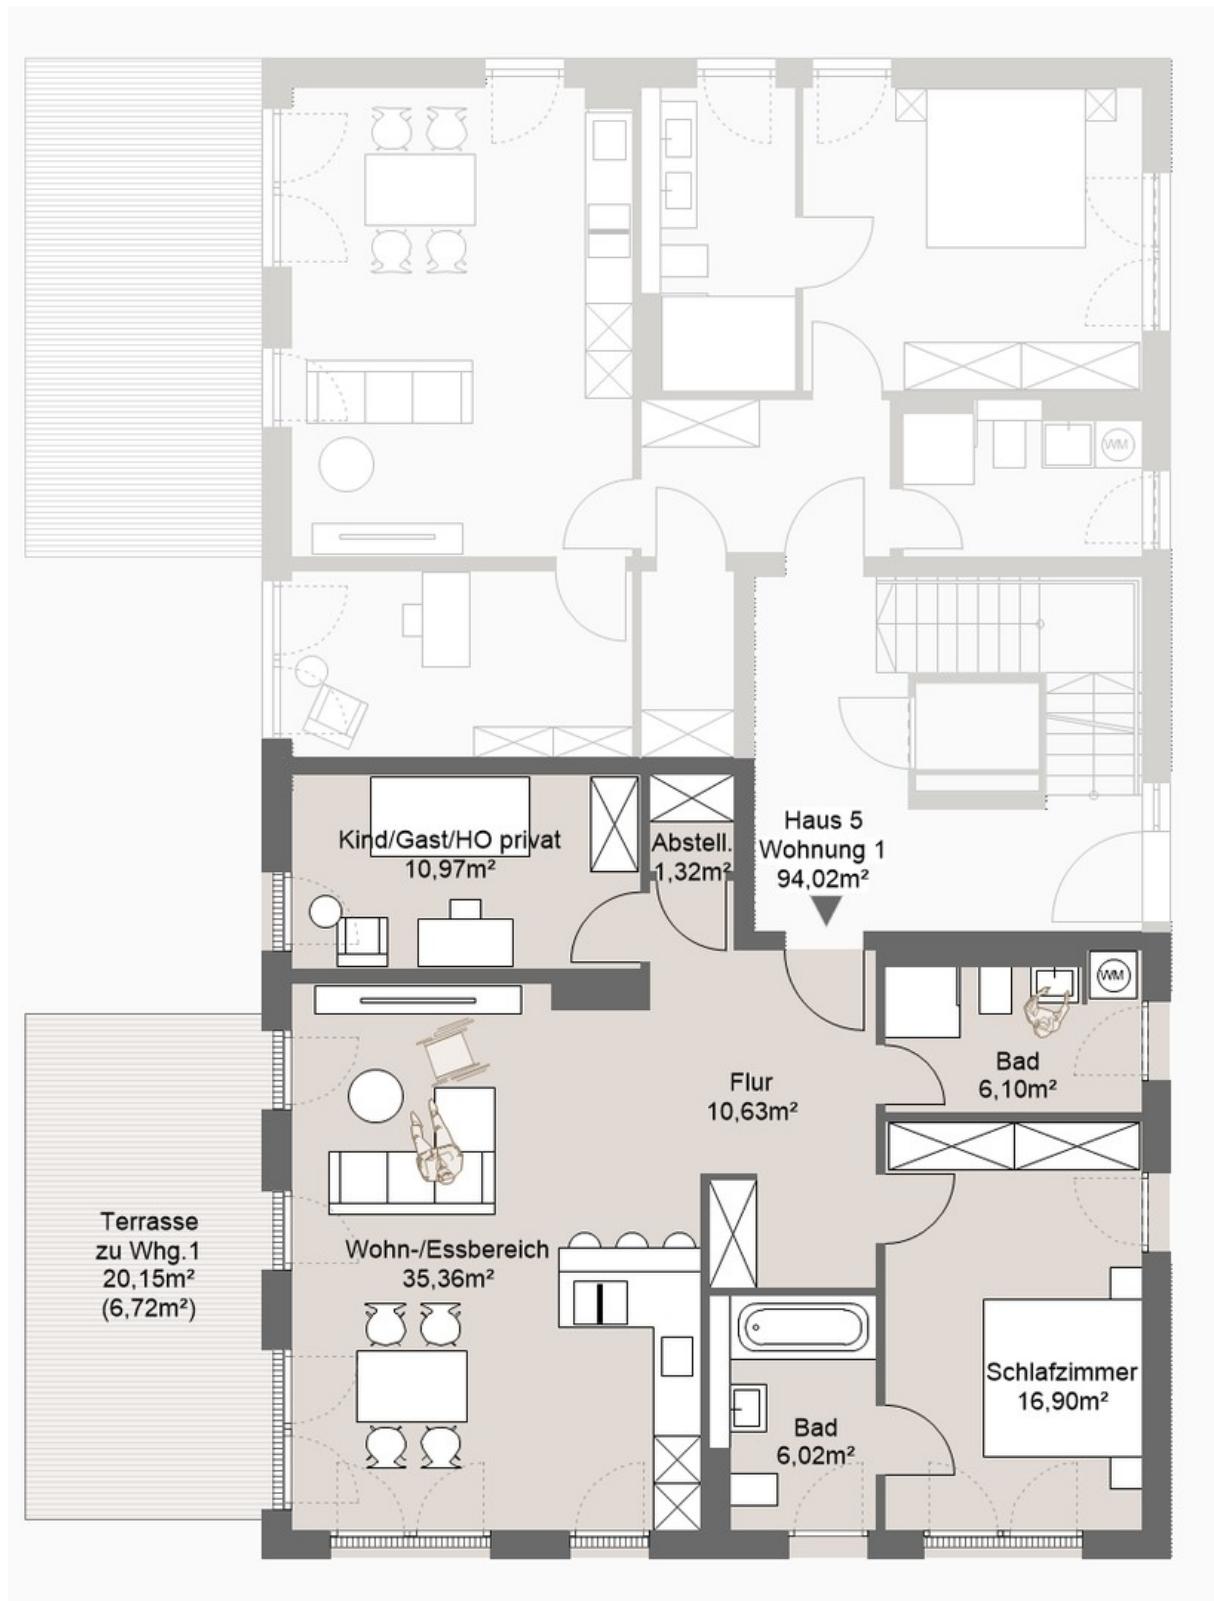 WM
Haus 5
Wohnung 1
94,02m²
Kind/Gast/HO privat
10,97m²
Abstell.
1,32m²
WM
Bad
6,10m²
Flur
10,63m²
Terrasse
zu Whg.1
20,15m²
(6,72m²)
Wohn-/Essbereich
35,36m²
Schlafzimmer
16,90m²
Bad
6,02m²